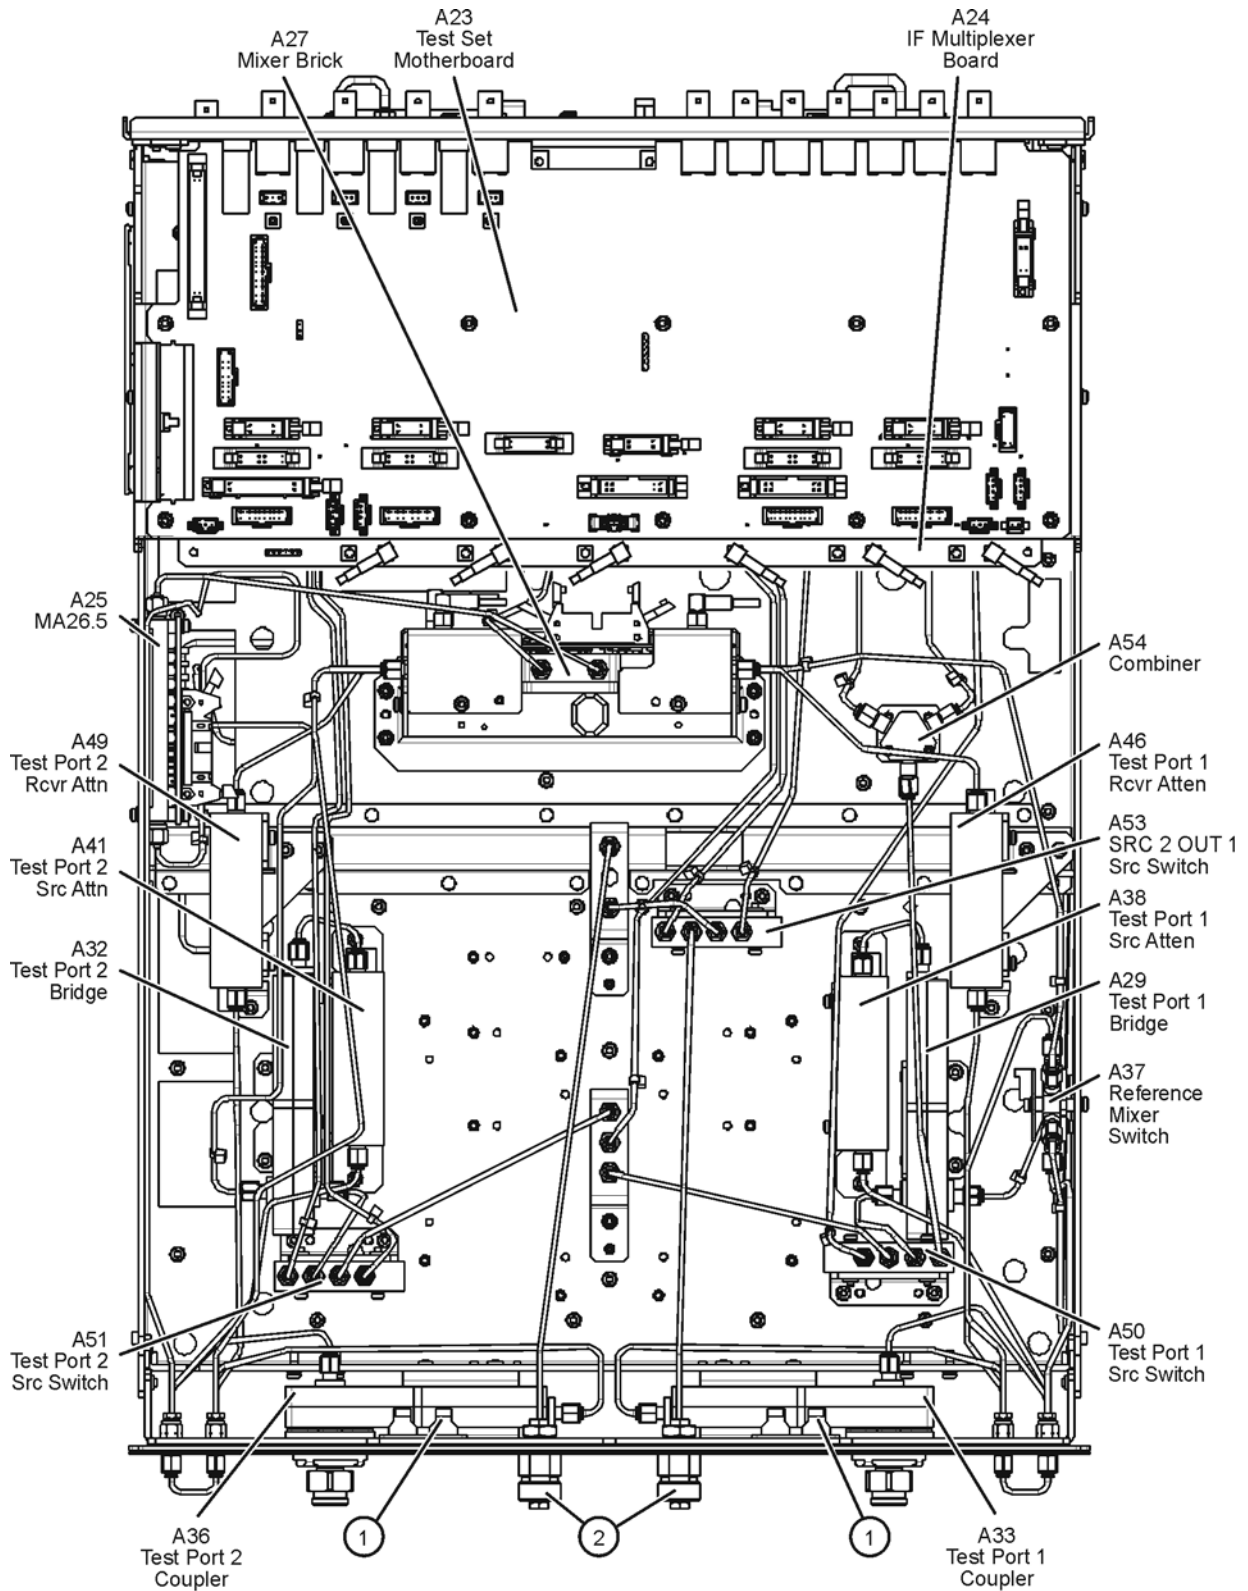 A27
Mixer Brick
A23
Test Set
Motherboard
A24
IF Multiplexer
Board
A25
MA26.5
A49
Test Port 2
Rcvr Attn
A41
Test Port 2
Src Attn
A32
Test Port 2
Bridge
A51
Test Port 2
Src Switch
A54
Combiner
A46
Test Port 1
Rcvr Atten
A53
SRC 2 OUT 1
Src Switch
A38
Test Port 1
Src Atten
A29
Test Port 1
Bridge
A37
Reference
Mixer
Switch
A50
Test Port 1
Src Switch
A36
Test Port 2
Coupler
1
2
1
A33
Test Port 1
Coupler